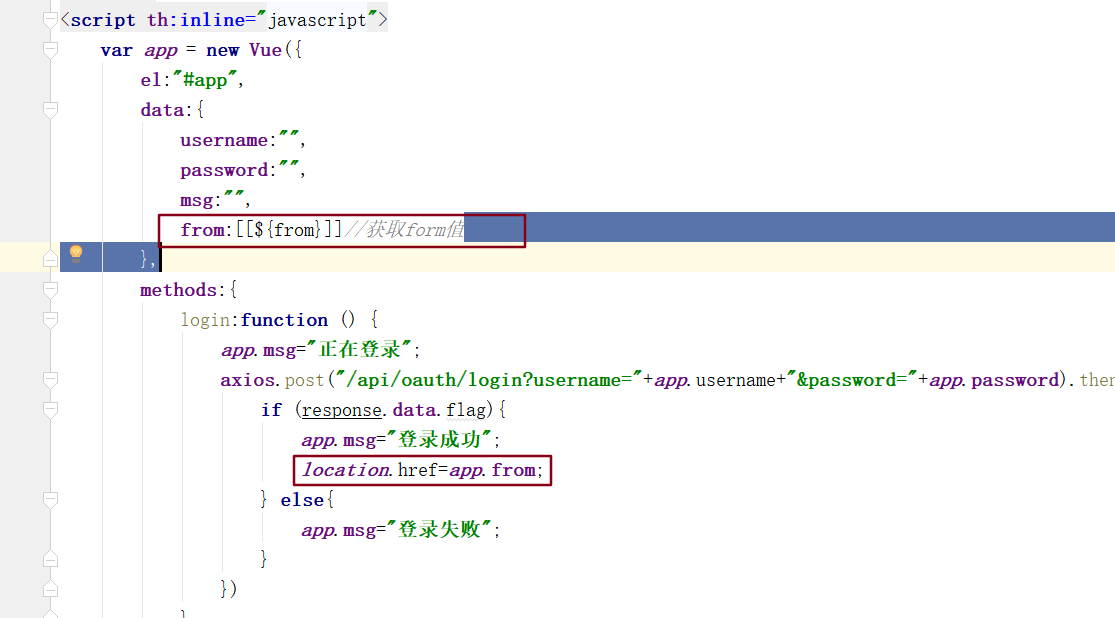 <script th:inline="javascript">
var app = new Vue({
el:"#app",
data:{
username:"",
password:"",
msg:"",
from:[[${from}]]//获取form值
},
methods:{
login:function () {
app.msg="正在登录";
axios.post("/api/oauth/login?username="+app.username+"&password="+app.password).then
if (response.data.flag){
app.msg="登录成功";
location.href=app.from;
} else{
app.msg="登录失败";
}
})